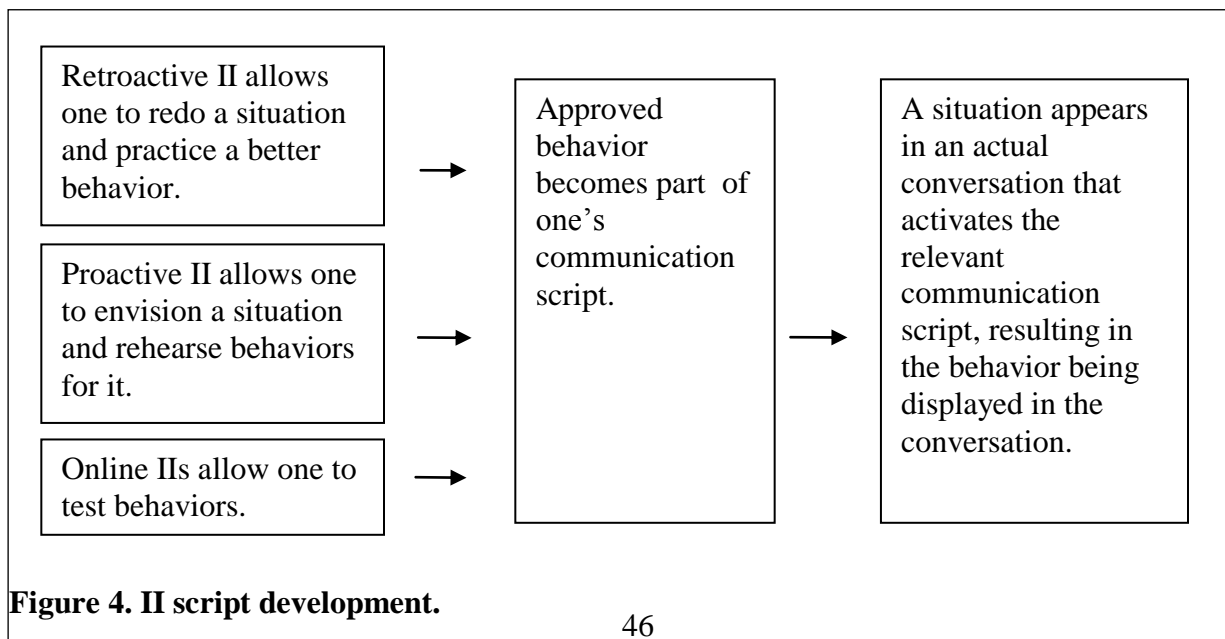 Retroactive II allows
one to redo a situation
and practice a better
behavior.
Proactive II allows one
to envision a situation
and rehearse behaviors
for it.
Online IIs allow one to
test behaviors.
Approved
behavior
becomes part of
one’s
communication
script.
A situation appears
in an actual
conversation that
activates the
relevant
communication
script, resulting in
the behavior being
displayed in the
conversation.
Figure 4. II script development.
46